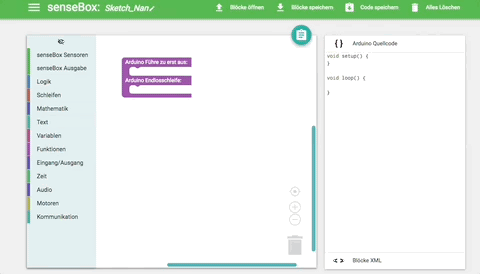 senseBox: Sketch_Nan
Blöcke öffnen
Blöcke speichern
Code speichern
Alles Löschen
senseBox Sensoren
senseBox Ausgabe
Logik
Schleifen
Mathematik
Text
Variablen
Funktionen
Eingang/Ausgang
Zeit
Audio
Motoren
Kommunikation
Arduino Führe zu erst aus:
Arduino Endlosschleife:
{} Arduino Quellcode
void setup() {
}
void loop() {
}
Blöcke XML